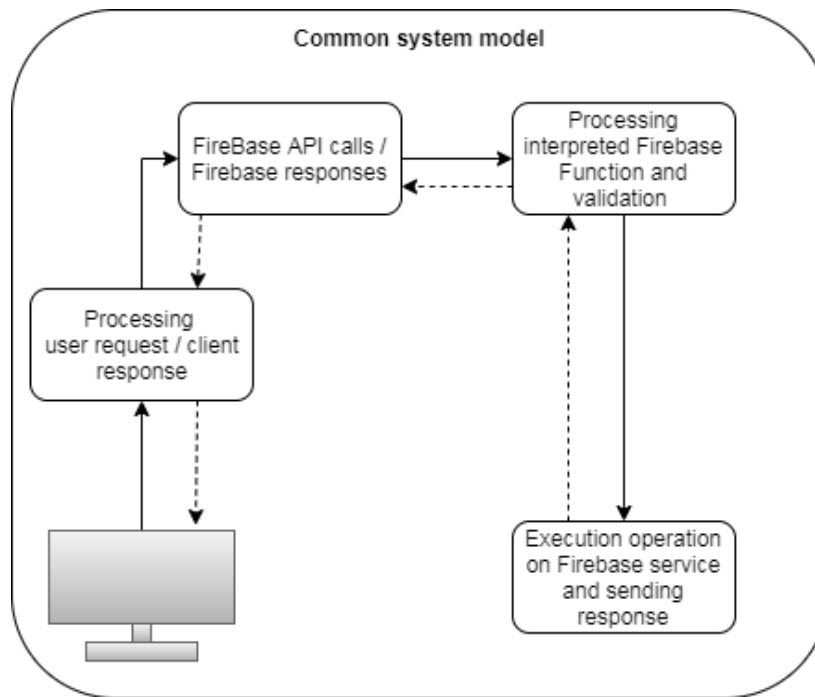 Common system model
FireBase API calls /
Firebase responses
Processing
interpreted Firebase
Function and
validation
Processing
user request / client
response
Execution operation
on Firebase service
and sending
response